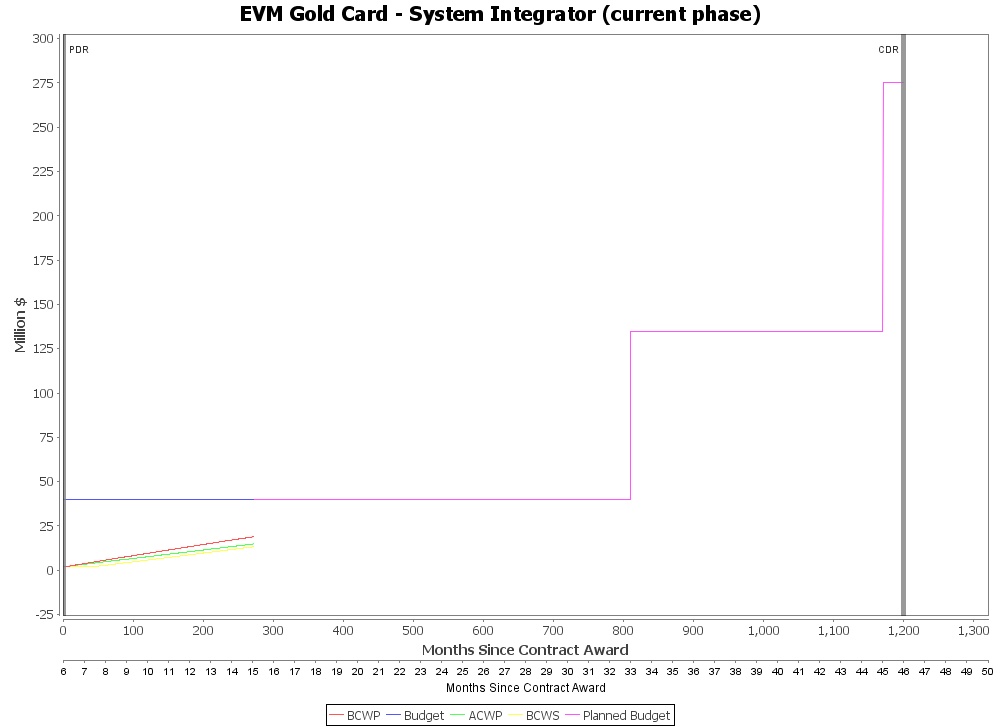 EVM Gold Card - System Integrator (current phase)
300
PDR
CDR
275
250
225
200
175
150
Million $
125
100
75
50
25
0
-25
0 100 200 300 400 500 600 700 800 900 1,000 1,100 1,200 1,300
Months Since Contract Award
6 7 8 9 10 11 12 13 14 15 16 17 18 19 20 21 22 23 24 25 26 27 28 29 30 31 32 33 34 35 36 37 38 39 40 41 42 43 44 45 46 47 48 49 50
Months Since Contract Award
BCWP Budget ACWP BCWS Planned Budget